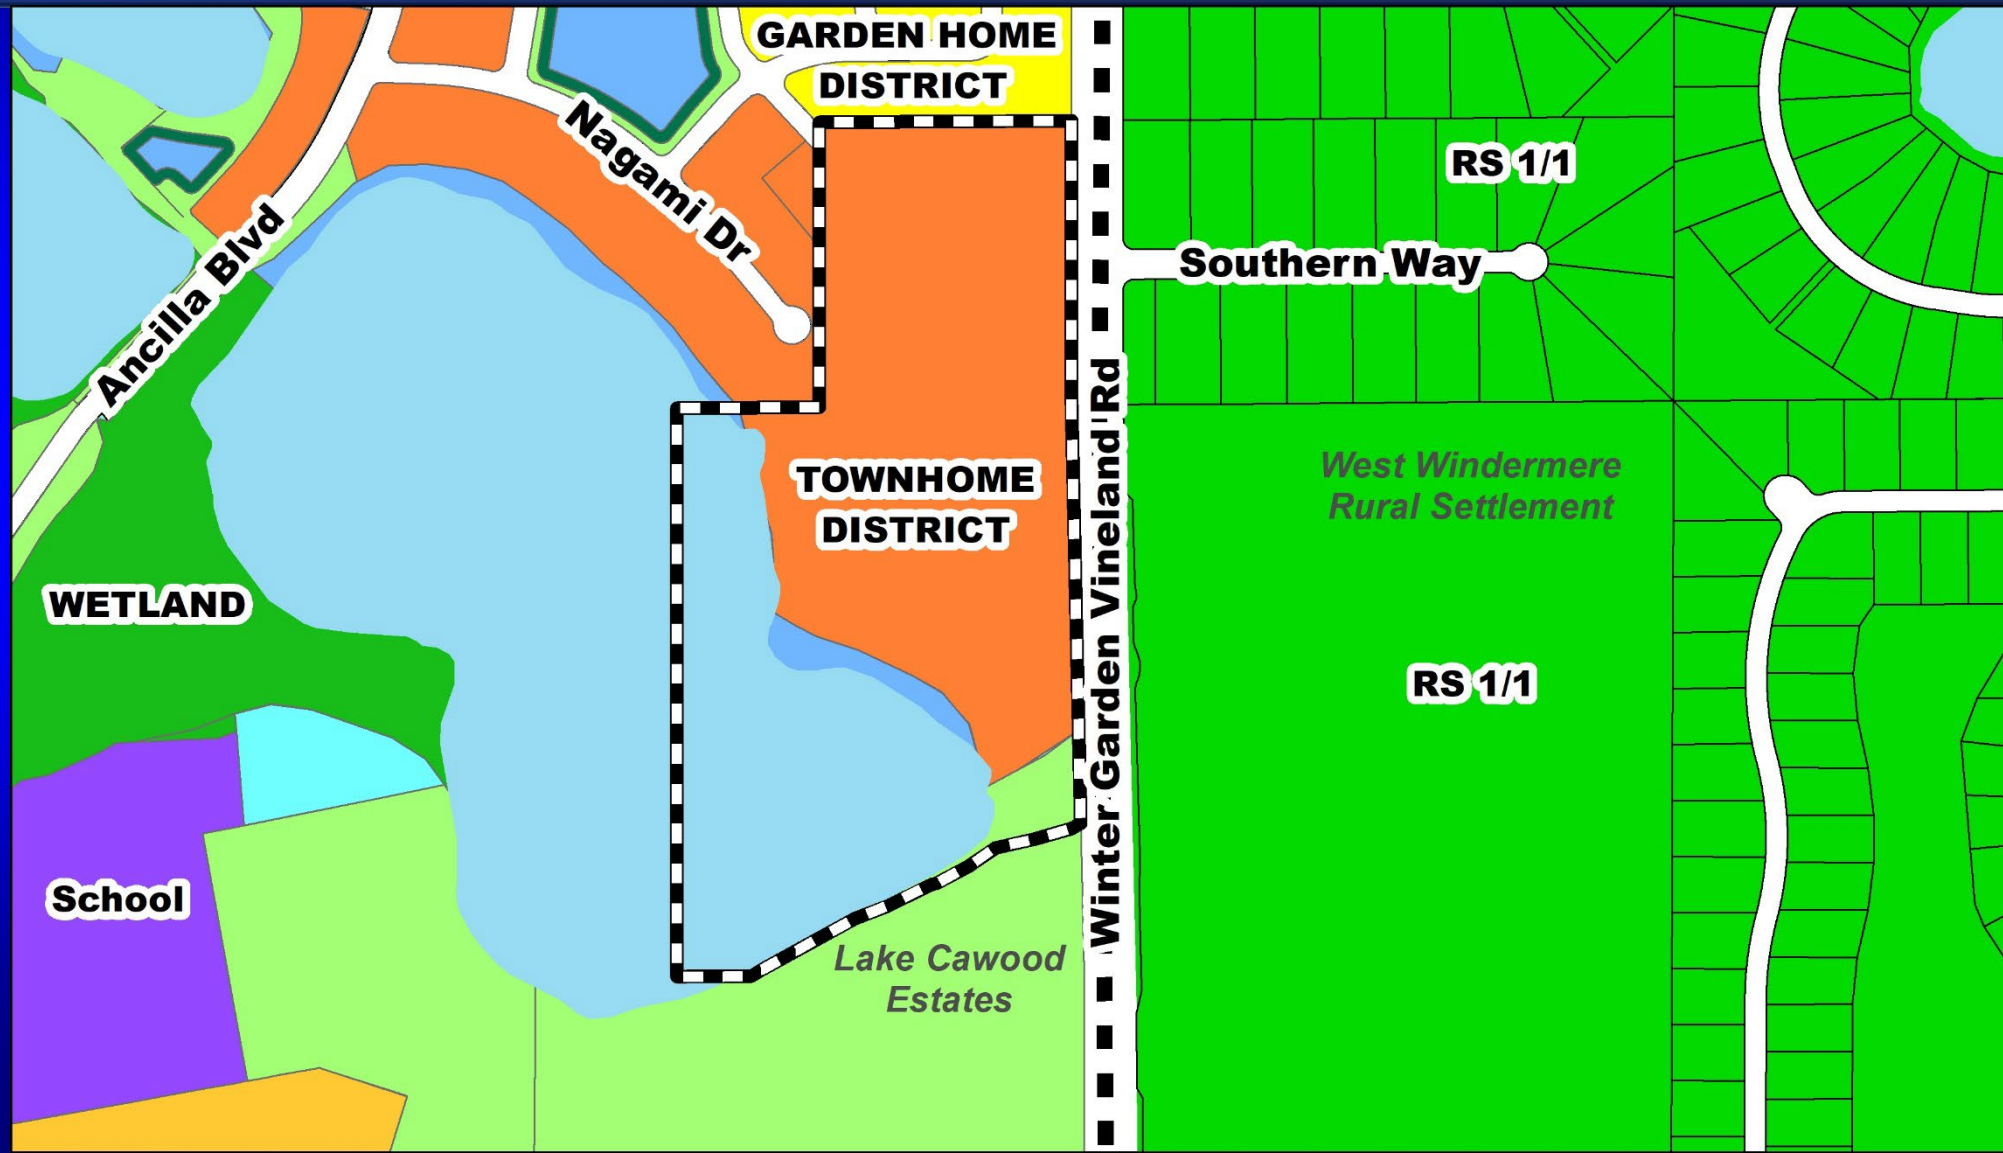 GARDEN HOME
DISTRICT
Nagami Dr
RS 1/1
Ancilla Blvd
Southern Way
West Windermere
Rural Settlement
TOWNHOME
DISTRICT
Winter Garden Vineland Rd
WETLAND
RS 1/1
School
Lake Cawood
Estates